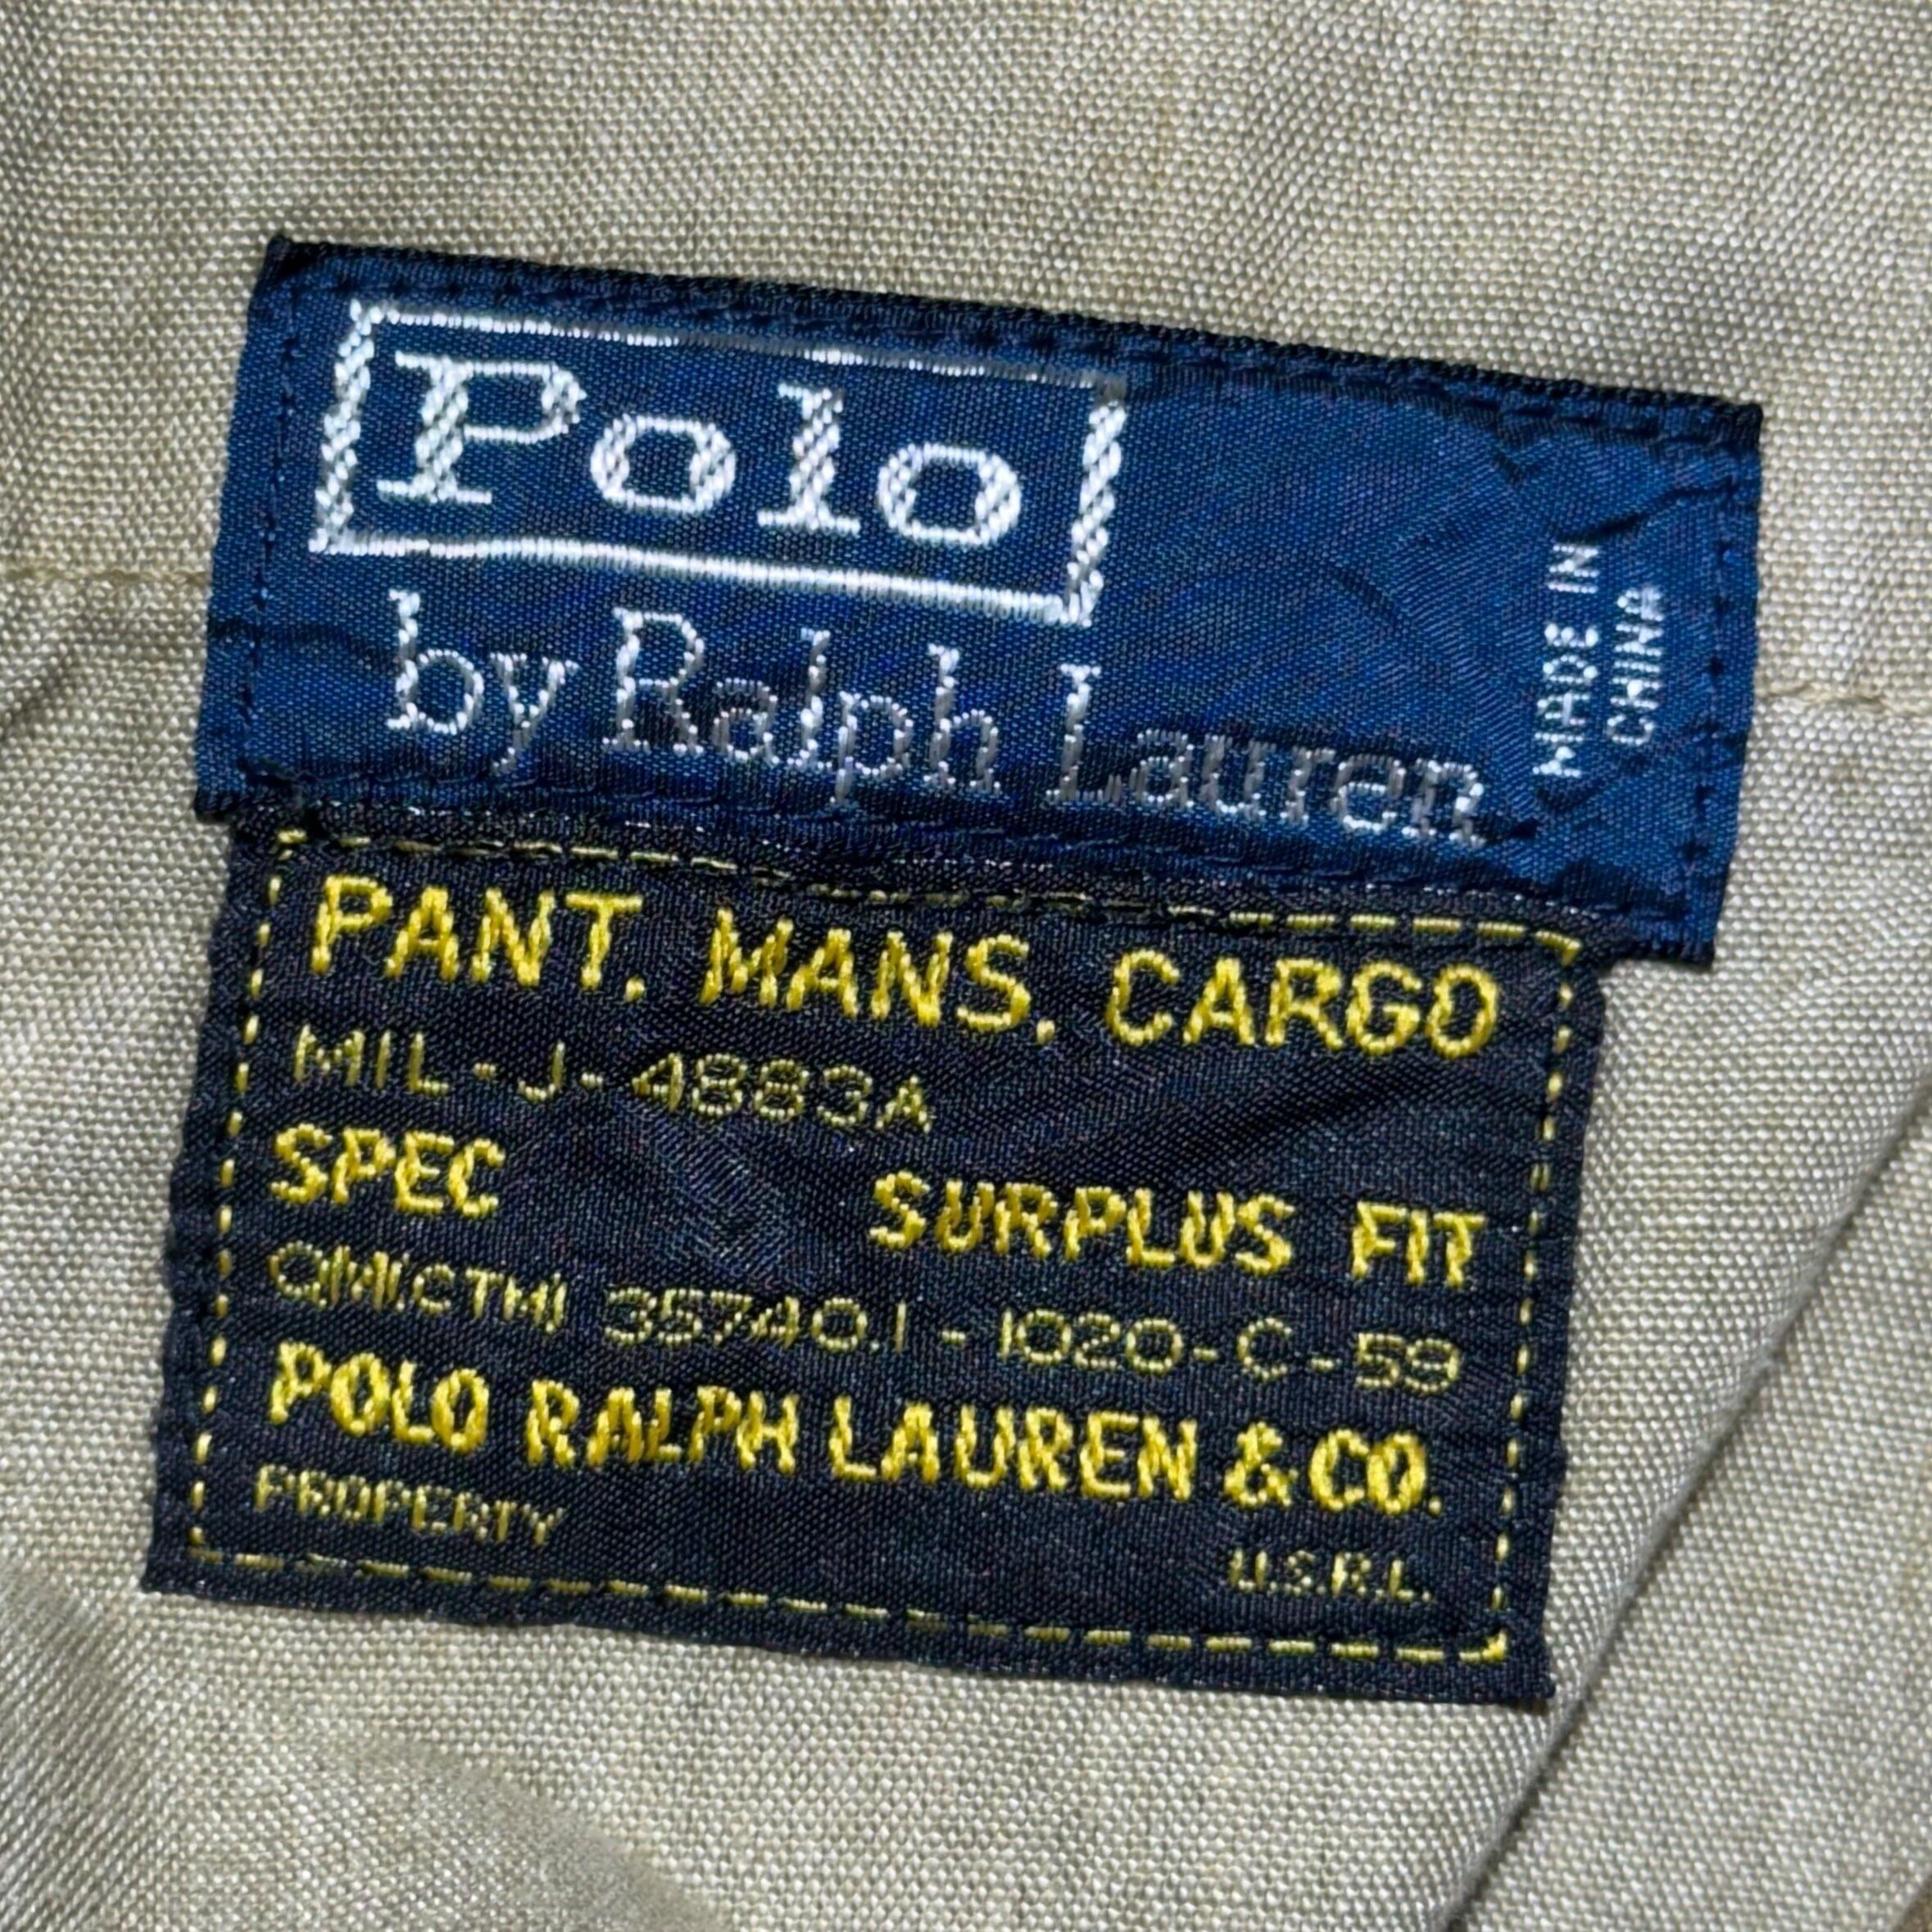 Polo
by Ralph Lauren
MADE IN
CHINA
PANT, MANS, CARGO
MIL-J-4883A
SPEC SURPLUS FIT
QM(CTM) 35740.1-1020-C-59
POLO RALPH LAUREN & CO.
PROPERTY U.S.R.L.